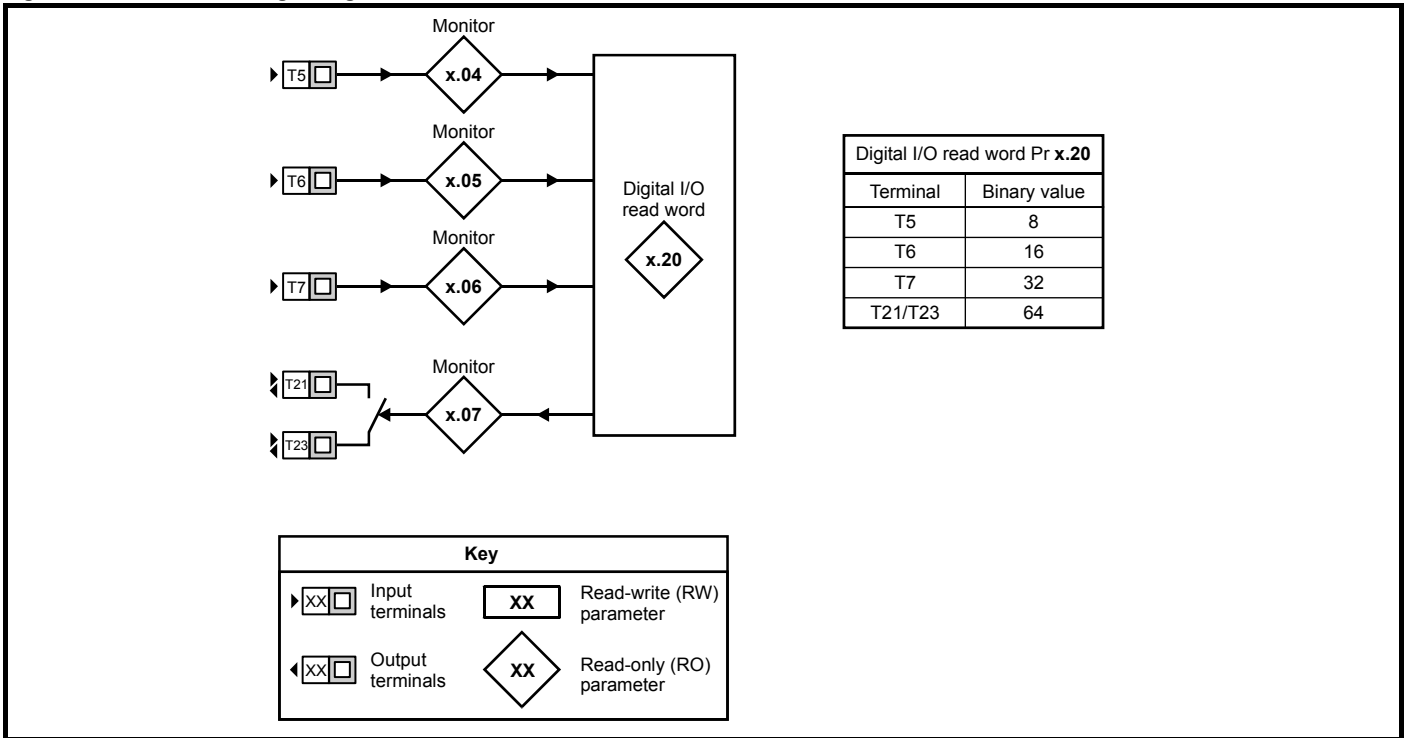 Monitor
T5
x.04
Monitor
T6
x.05
Monitor
T7
x.06
Monitor
T21
x.07
T23
Digital I/O
read word
x.20
Digital I/O read word Pr x.20
Terminal Binary value
T5 8
T6 16
T7 32
T21/T23 64
Key
XX Input
terminals
XX Read-write (RW)
parameter
XX Output
terminals
XX Read-only (RO)
parameter